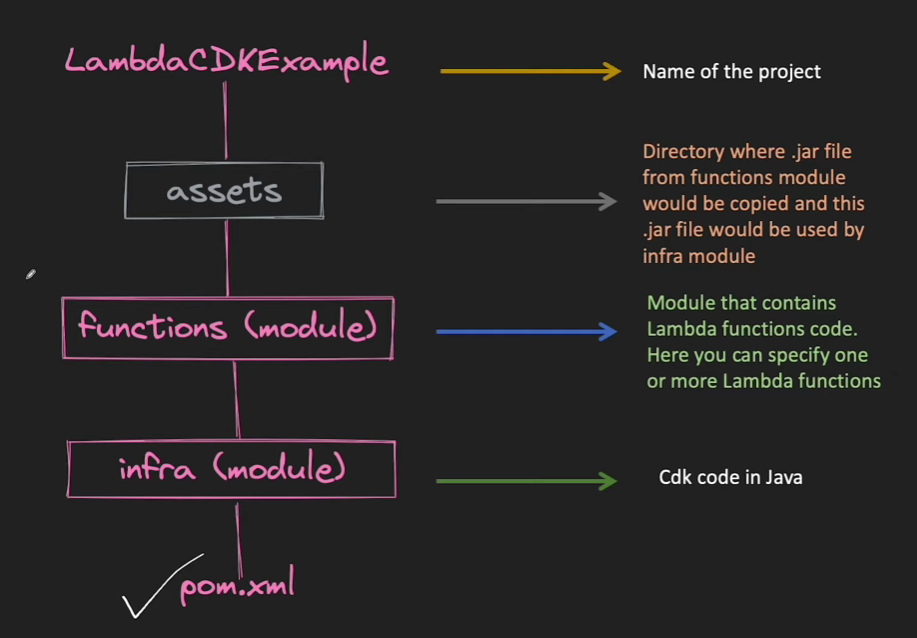 LambdaCDKExample
Name of the project
assets
Directory where .jar file
from functions module
would be copied and this
.jar file would be used by
infra module
functions (module)
Module that contains
Lambda functions code.
Here you can specify one
or more Lambda functions
infra (module)
Cdk code in Java
pom.xml